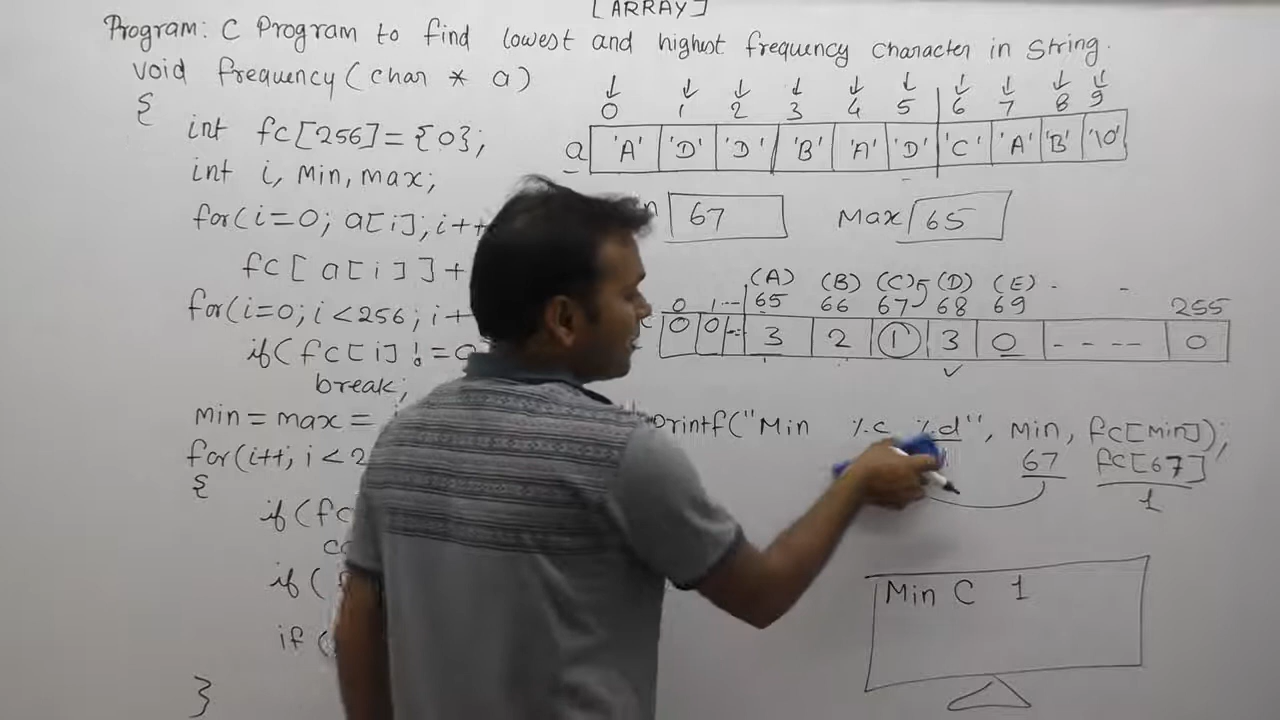 [ARRAY]
Program: C Program to find lowest and highest frequency character in String.
void frequency(char * a)
{
int fc[256]={0};
int i, Min, max;
for(i=0; a[i]; i++
fc[a[i]]+
for(i=0; i<256; i+
if(fc[i] !=0
break;
min = max =
for(i++; i<2
{
if(fc
if(
if(
}
0 1 2 3 4 5 6 7 8 9
a 'A' 'D' 'D' 'B' 'A' 'D' 'C' 'A' 'B' '\0'
n 67 Max 65
(A) (B) (C) (D) (E) . -
0 1 -- 65 66 67 68 69 255
0 0 -- 3 2 1 3 0 - - - - 0
printf("Min %c %d", Min, fc[Min]);
67 fc[67]
1
Min C 1